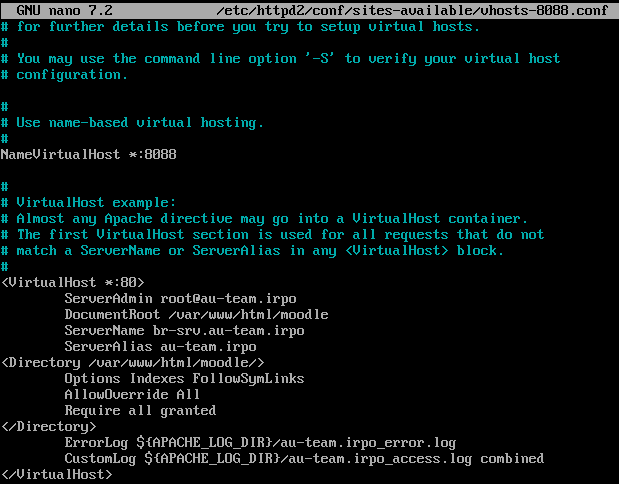 GNU nano 7.2 /etc/httpd2/conf/sites-available/vhosts-8088.conf
# for further details before you try to setup virtual hosts.
#
# You may use the command line option '-S' to verify your virtual host
# configuration.
#
# Use name-based virtual hosting.
#
NameVirtualHost *:8088
#
# VirtualHost example:
# Almost any Apache directive may go into a VirtualHost container.
# The first VirtualHost section is used for all requests that do not
# match a ServerName or ServerAlias in any <VirtualHost> block.
#
<VirtualHost *:80>
ServerAdmin root@au-team.irpo
DocumentRoot /var/www/html/moodle
ServerName br-srv.au-team.irpo
ServerAlias au-team.irpo
<Directory /var/www/html/moodle/>
Options Indexes FollowSymLinks
AllowOverride All
Require all granted
</Directory>
ErrorLog ${APACHE_LOG_DIR}/au-team.irpo_error.log
CustomLog ${APACHE_LOG_DIR}/au-team.irpo_access.log combined
</VirtualHost>